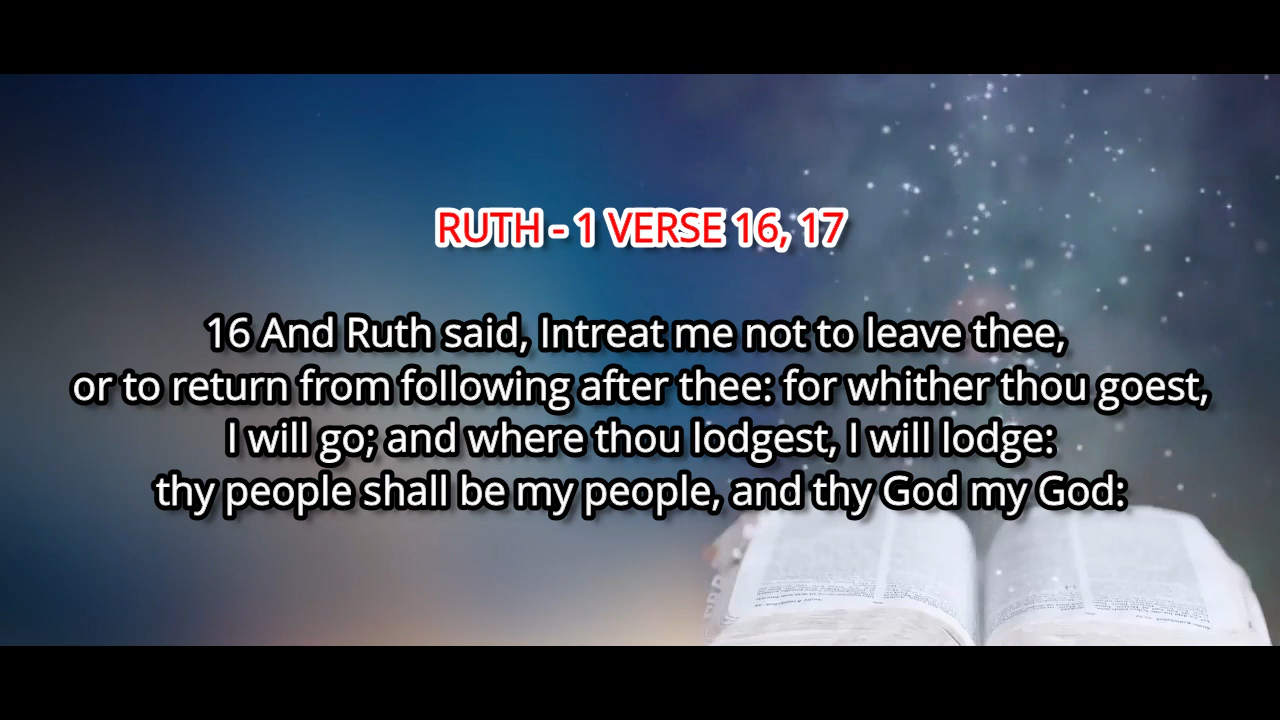 RUTH - 1 VERSE 16, 17
16 And Ruth said, Intreat me not to leave thee,
or to return from following after thee: for whither thou goest,
I will go; and where thou lodgest, I will lodge:
thy people shall be my people, and thy God my God: